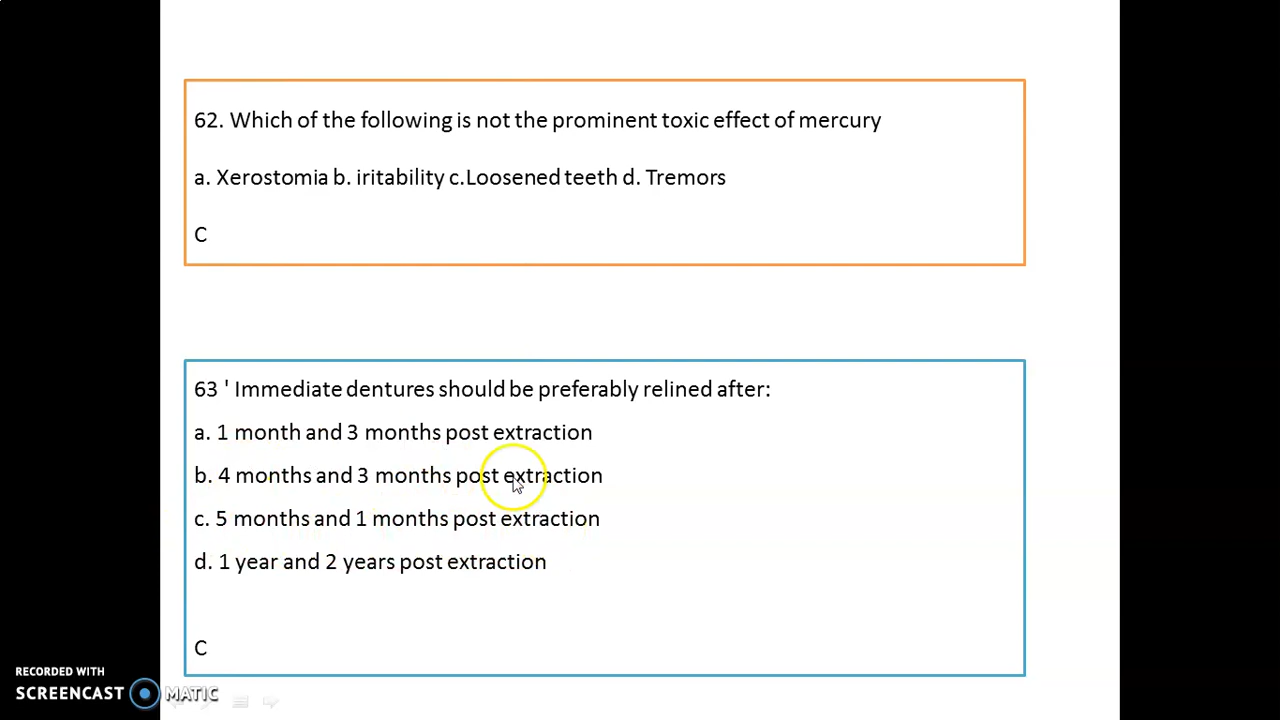 62. Which of the following is not the prominent toxic effect of mercury
a. Xerostomia b. iritability c.Loosened teeth d. Tremors
C
63 ' Immediate dentures should be preferably relined after:
a. 1 month and 3 months post extraction
b. 4 months and 3 months post extraction
c. 5 months and 1 months post extraction
d. 1 year and 2 years post extraction
C
RECORDED WITH
SCREENCAST MATIC